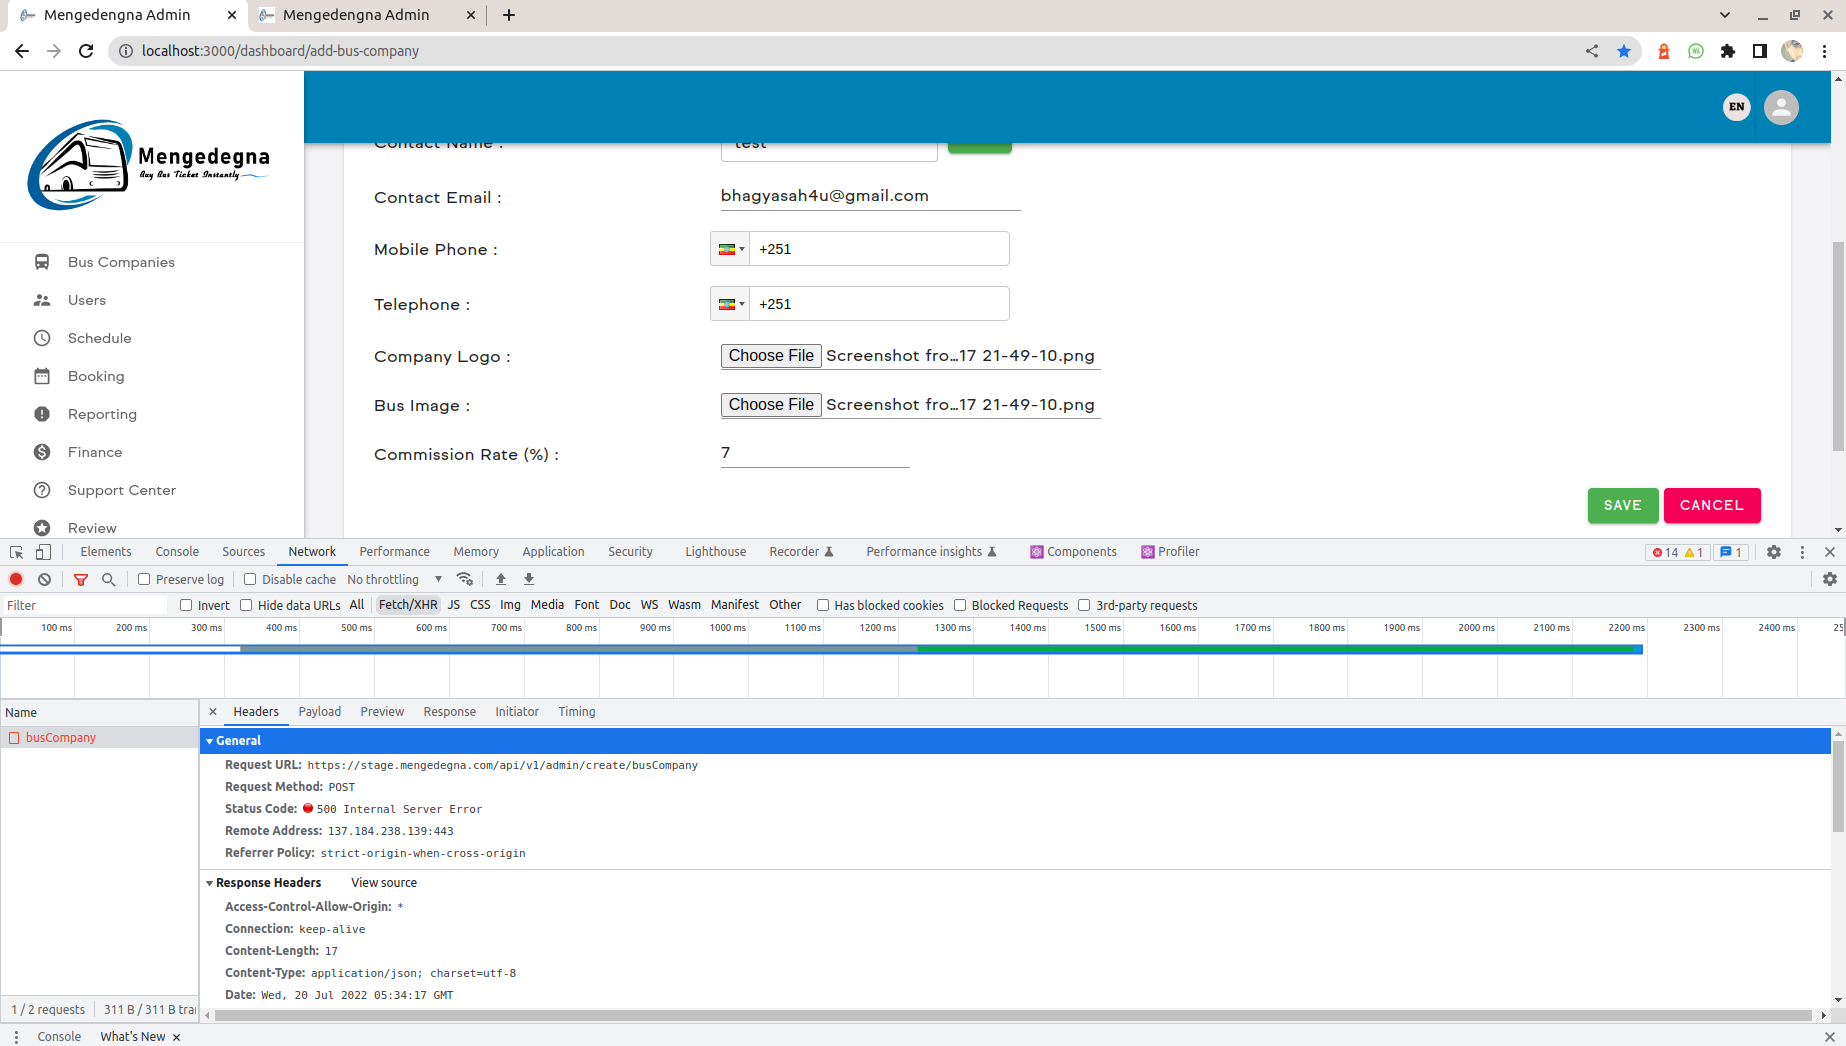 Mengedengna Admin
Mengedengna Admin
localhost:3000/dashboard/add-bus-company
Mengedegna
Buy Bus Ticket Instantly
EN
Bus Companies
Users
Schedule
Booking
Reporting
Finance
Support Center
Review
Contact Name :
test
Contact Email :
bhagyasah4u@gmail.com
Mobile Phone :
+251
Telephone :
+251
Company Logo :
Choose File Screenshot fro...17 21-49-10.png
Bus Image :
Choose File Screenshot fro...17 21-49-10.png
Commission Rate (%) :
7
SAVE CANCEL
Elements Console Sources Network Performance Memory Application Security Lighthouse Recorder Performance insights Components Profiler 14 1 1
Preserve log Disable cache No throttling
Filter Invert Hide data URLs All Fetch/XHR JS CSS Img Media Font Doc WS Wasm Manifest Other Has blocked cookies Blocked Requests 3rd-party requests
100 ms 200 ms 300 ms 400 ms 500 ms 600 ms 700 ms 800 ms 900 ms 1000 ms 1100 ms 1200 ms 1300 ms 1400 ms 1500 ms 1600 ms 1700 ms 1800 ms 1900 ms 2000 ms 2100 ms 2200 ms 2300 ms 2400 ms 25
Name
busCompany
Headers Payload Preview Response Initiator Timing
General
Request URL: https://stage.mengedegna.com/api/v1/admin/create/busCompany
Request Method: POST
Status Code: 500 Internal Server Error
Remote Address: 137.184.238.139:443
Referrer Policy: strict-origin-when-cross-origin
Response Headers View source
Access-Control-Allow-Origin: *
Connection: keep-alive
Content-Length: 17
Content-Type: application/json; charset=utf-8
Date: Wed, 20 Jul 2022 05:34:17 GMT
1 / 2 requests 311 B / 311 B tra
Console What's New